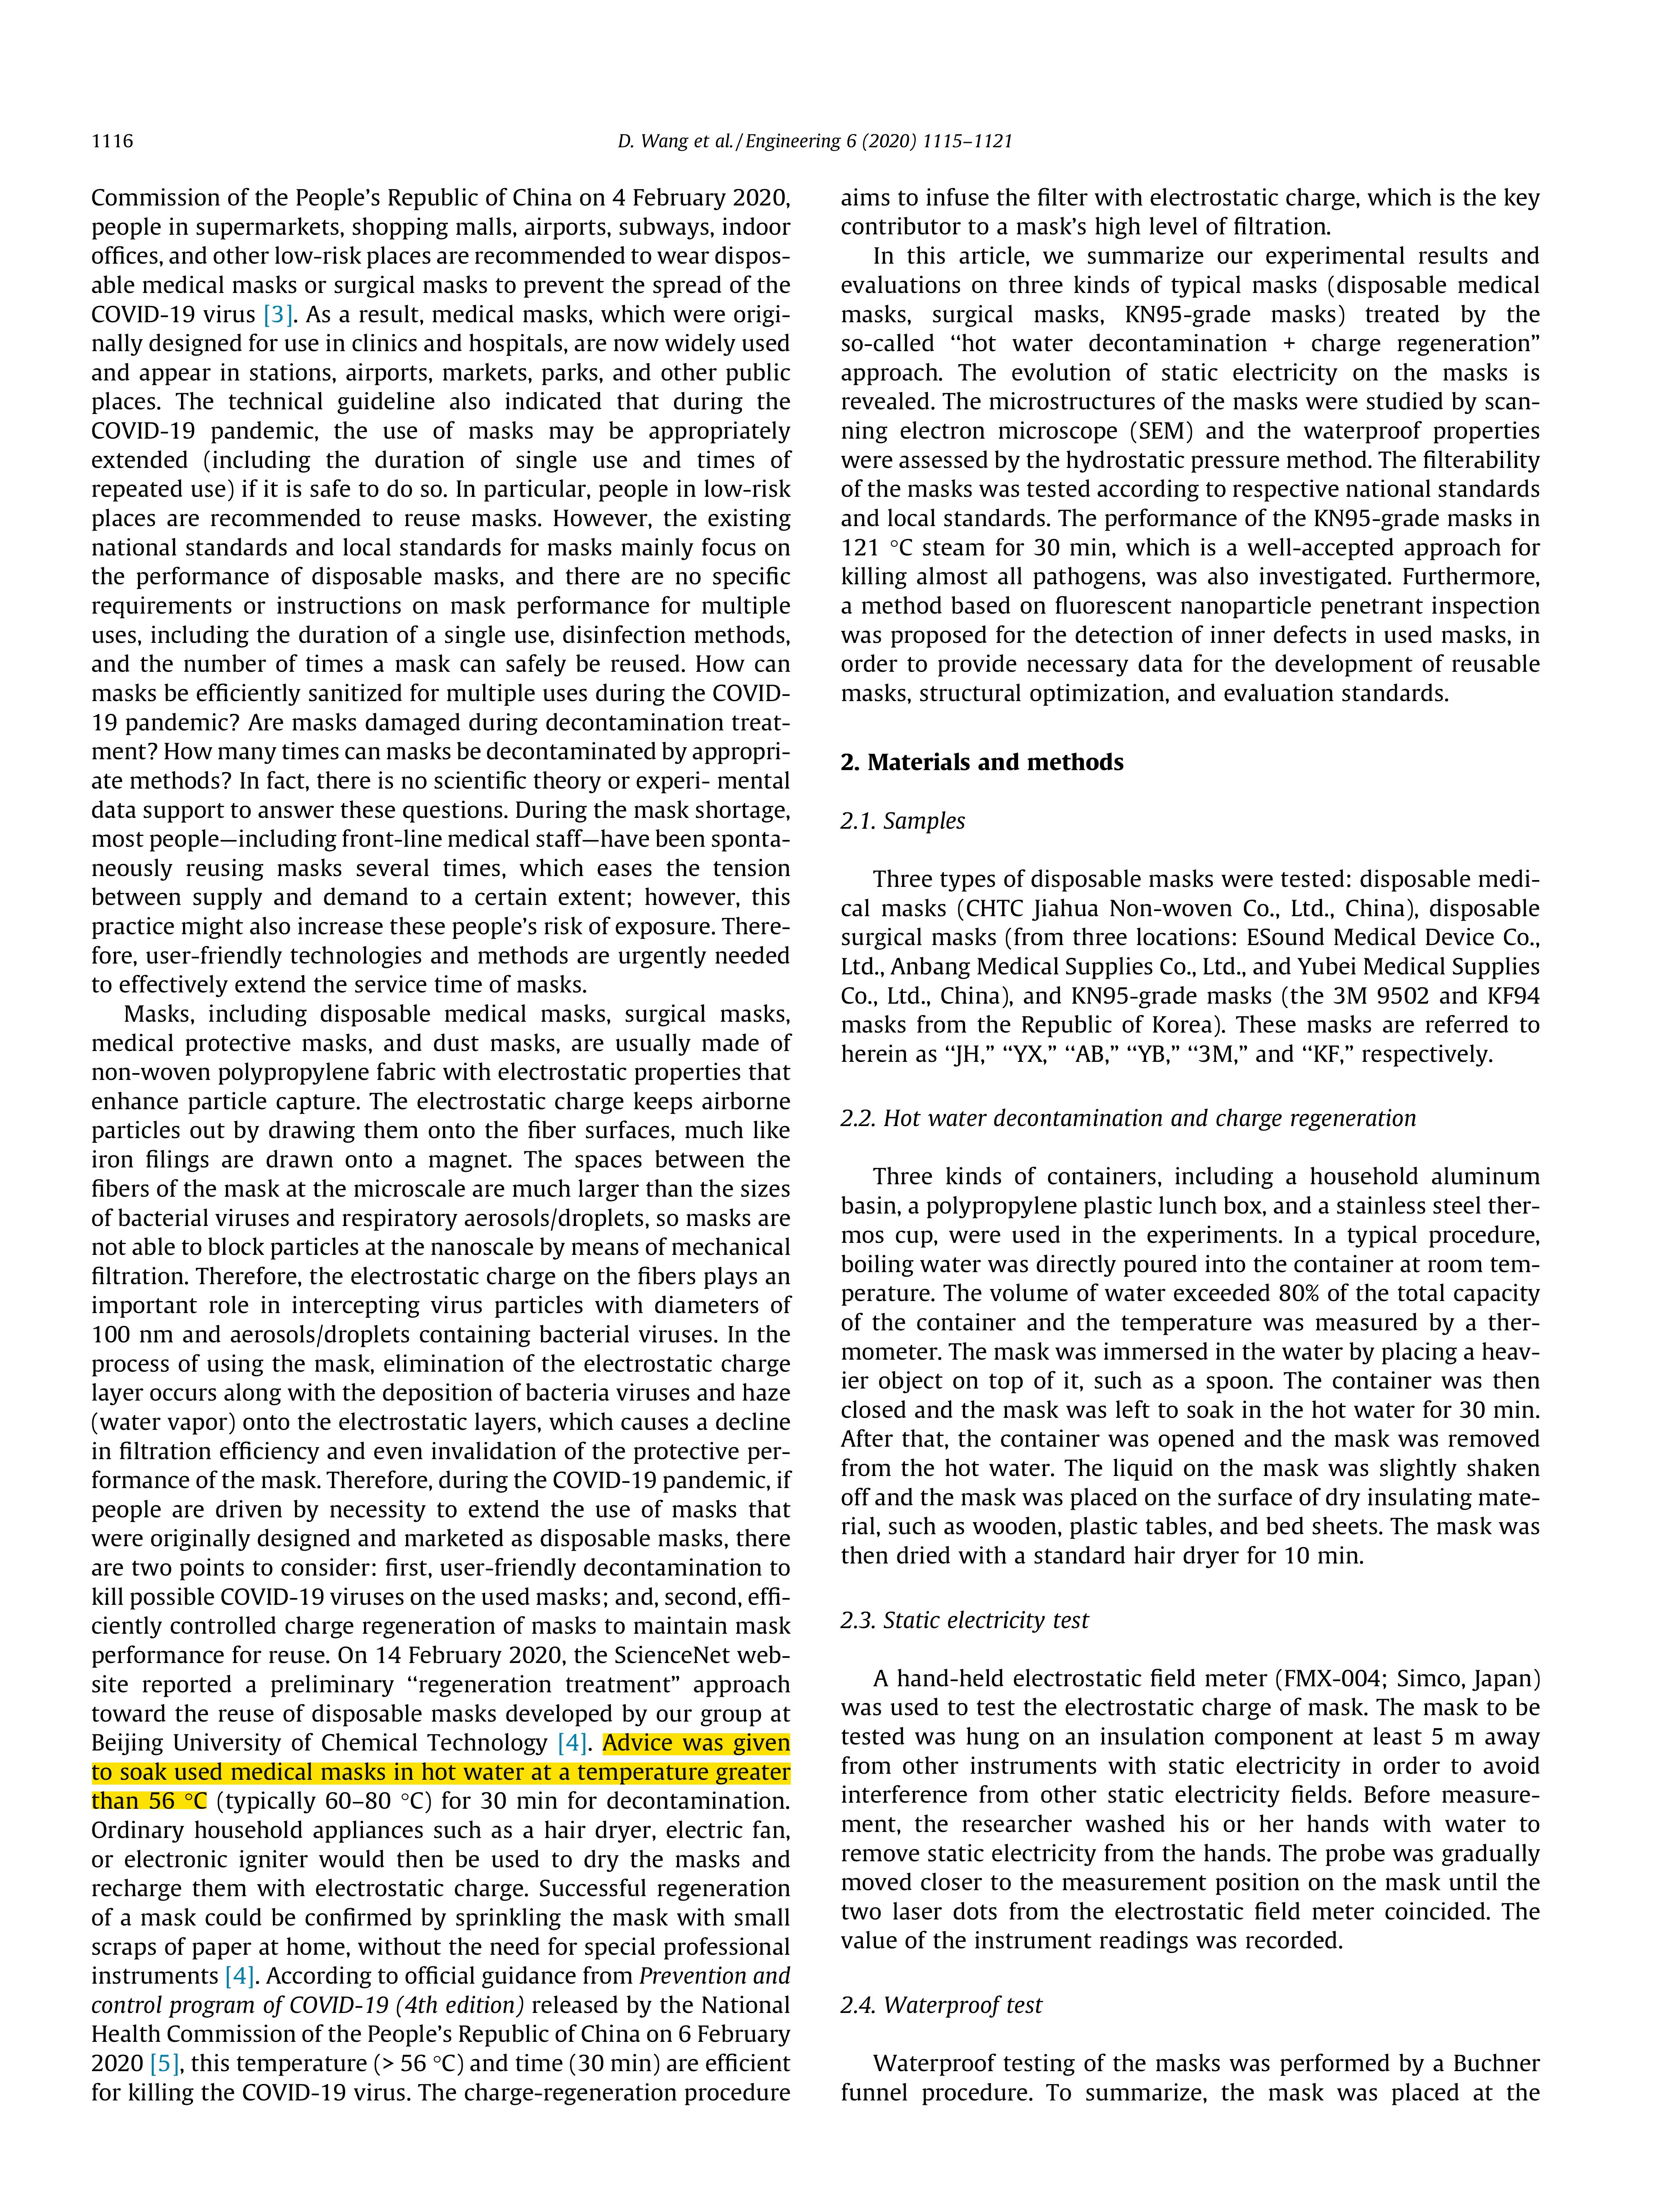 1116
D. Wang et al. / Engineering 6 (2020) 1115–1121
Commission of the People's Republic of China on 4 February 2020,
people in supermarkets, shopping malls, airports, subways, indoor
offices, and other low-risk places are recommended to wear dispos-
able medical masks or surgical masks to prevent the spread of the
COVID-19 virus [3]. As a result, medical masks, which were origi-
nally designed for use in clinics and hospitals, are now widely used
and appear in stations, airports, markets, parks, and other public
places. The technical guideline also indicated that during the
COVID-19 pandemic, the use of masks may be appropriately
extended (including the duration of single use and times of
repeated use) if it is safe to do so. In particular, people in low-risk
places are recommended to reuse masks. However, the existing
national standards and local standards for masks mainly focus on
the performance of disposable masks, and there are no specific
requirements or instructions on mask performance for multiple
uses, including the duration of a single use, disinfection methods,
and the number of times a mask can safely be reused. How can
masks be efficiently sanitized for multiple uses during the COVID-
19 pandemic? Are masks damaged during decontamination treat-
ment? How many times can masks be decontaminated by appropri-
ate methods? In fact, there is no scientific theory or experi- mental
data support to answer these questions. During the mask shortage,
most people—including front-line medical staff—have been sponta-
neously reusing masks several times, which eases the tension
between supply and demand to a certain extent; however, this
practice might also increase these people's risk of exposure. There-
fore, user-friendly technologies and methods are urgently needed
to effectively extend the service time of masks.
Masks, including disposable medical masks, surgical masks,
medical protective masks, and dust masks, are usually made of
non-woven polypropylene fabric with electrostatic properties that
enhance particle capture. The electrostatic charge keeps airborne
particles out by drawing them onto the fiber surfaces, much like
iron filings are drawn onto a magnet. The spaces between the
fibers of the mask at the microscale are much larger than the sizes
of bacterial viruses and respiratory aerosols/droplets, so masks are
not able to block particles at the nanoscale by means of mechanical
filtration. Therefore, the electrostatic charge on the fibers plays an
important role in intercepting virus particles with diameters of
100 nm and aerosols/droplets containing bacterial viruses. In the
process of using the mask, elimination of the electrostatic charge
layer occurs along with the deposition of bacteria viruses and haze
(water vapor) onto the electrostatic layers, which causes a decline
in filtration efficiency and even invalidation of the protective per-
formance of the mask. Therefore, during the COVID-19 pandemic, if
people are driven by necessity to extend the use of masks that
were originally designed and marketed as disposable masks, there
are two points to consider: first, user-friendly decontamination to
kill possible COVID-19 viruses on the used masks; and, second, effi-
ciently controlled charge regeneration of masks to maintain mask
performance for reuse. On 14 February 2020, the ScienceNet web-
site reported a preliminary "regeneration treatment" approach
toward the reuse of disposable masks developed by our group at
Beijing University of Chemical Technology [4]. Advice was given
to soak used medical masks in hot water at a temperature greater
than 56 °C (typically 60–80 °C) for 30 min for decontamination.
Ordinary household appliances such as a hair dryer, electric fan,
or electronic igniter would then be used to dry the masks and
recharge them with electrostatic charge. Successful regeneration
of a mask could be confirmed by sprinkling the mask with small
scraps of paper at home, without the need for special professional
instruments [4]. According to official guidance from Prevention and
control program of COVID-19 (4th edition) released by the National
Health Commission of the People's Republic of China on 6 February
2020 [5], this temperature (> 56 °C) and time (30 min) are efficient
for killing the COVID-19 virus. The charge-regeneration procedure
aims to infuse the filter with electrostatic charge, which is the key
contributor to a mask's high level of filtration.
In this article, we summarize our experimental results and
evaluations on three kinds of typical masks (disposable medical
masks, surgical masks, KN95-grade masks) treated by the
so-called "hot water decontamination + charge regeneration"
approach. The evolution of static electricity on the masks is
revealed. The microstructures of the masks were studied by scan-
ning electron microscope (SEM) and the waterproof properties
were assessed by the hydrostatic pressure method. The filterability
of the masks was tested according to respective national standards
and local standards. The performance of the KN95-grade masks in
121 °C steam for 30 min, which is a well-accepted approach for
killing almost all pathogens, was also investigated. Furthermore,
a method based on fluorescent nanoparticle penetrant inspection
was proposed for the detection of inner defects in used masks, in
order to provide necessary data for the development of reusable
masks, structural optimization, and evaluation standards.
2. Materials and methods
2.1. Samples
Three types of disposable masks were tested: disposable medi-
cal masks (CHTC Jiahua Non-woven Co., Ltd., China), disposable
surgical masks (from three locations: ESound Medical Device Co.,
Ltd., Anbang Medical Supplies Co., Ltd., and Yubei Medical Supplies
Co., Ltd., China), and KN95-grade masks (the 3M 9502 and KF94
masks from the Republic of Korea). These masks are referred to
herein as "JH," "YX," "AB," "YB," "3M," and "KF," respectively.
2.2. Hot water decontamination and charge regeneration
Three kinds of containers, including a household aluminum
basin, a polypropylene plastic lunch box, and a stainless steel ther-
mos cup, were used in the experiments. In a typical procedure,
boiling water was directly poured into the container at room tem-
perature. The volume of water exceeded 80% of the total capacity
of the container and the temperature was measured by a ther-
mometer. The mask was immersed in the water by placing a heav-
ier object on top of it, such as a spoon. The container was then
closed and the mask was left to soak in the hot water for 30 min.
After that, the container was opened and the mask was removed
from the hot water. The liquid on the mask was slightly shaken
off and the mask was placed on the surface of dry insulating mate-
rial, such as wooden, plastic tables, and bed sheets. The mask was
then dried with a standard hair dryer for 10 min.
2.3. Static electricity test
A hand-held electrostatic field meter (FMX-004; Simco, Japan)
was used to test the electrostatic charge of mask. The mask to be
tested was hung on an insulation component at least 5 m away
from other instruments with static electricity in order to avoid
interference from other static electricity fields. Before measure-
ment, the researcher washed his or her hands with water to
remove static electricity from the hands. The probe was gradually
moved closer to the measurement position on the mask until the
two laser dots from the electrostatic field meter coincided. The
value of the instrument readings was recorded.
2.4. Waterproof test
Waterproof testing of the masks was performed by a Buchner
funnel procedure. To summarize, the mask was placed at the